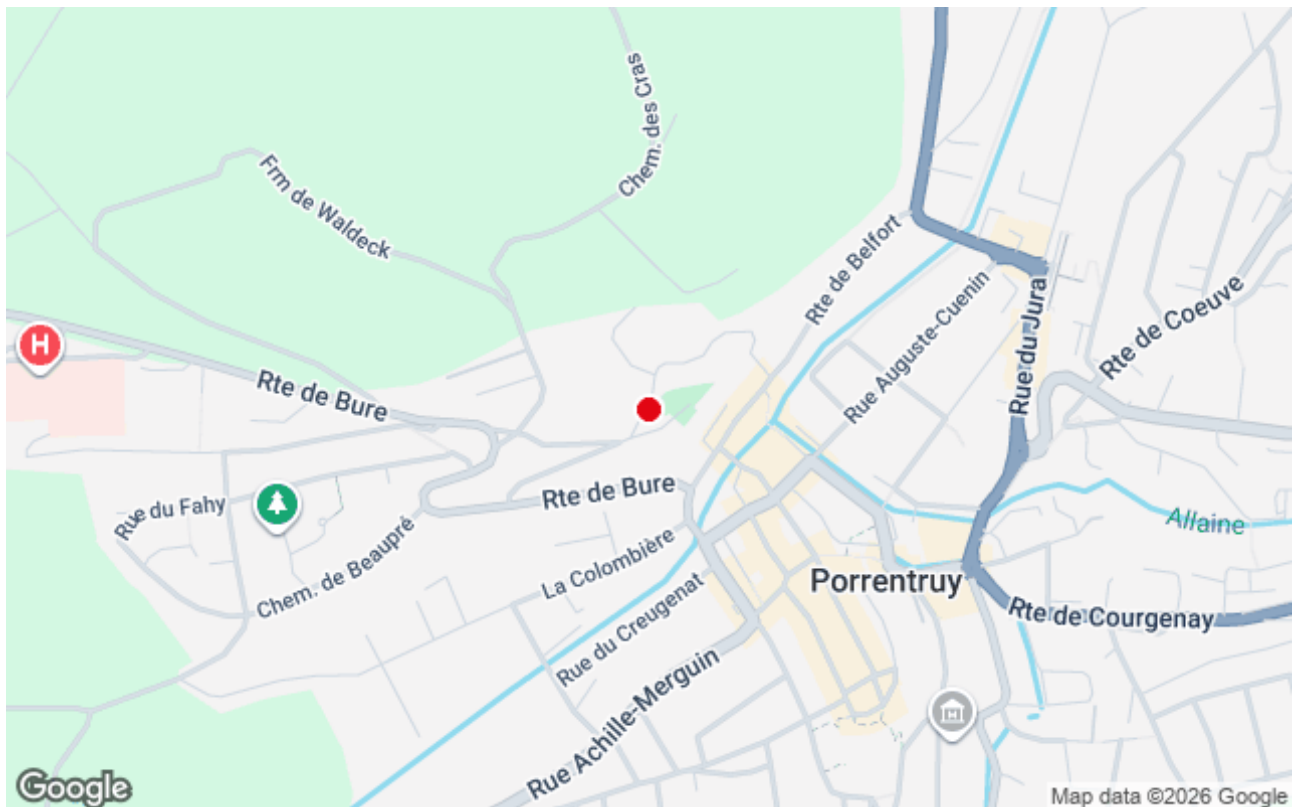 Chem. des Cras
Frm de Waldeck
Rte de Belfort
Rue Auguste-Cuenin
Rue du Jura
Rte de Coeuve
H
Rte de Bure
Rte de Bure
Rue du Fahy
Allaine
La Colombière
Chem. de Beaupré
Porrentruy
Rue du Creugenat
Rte de Courgenay
Rue Achille-Merguin
Google
Map data ©2026 Google